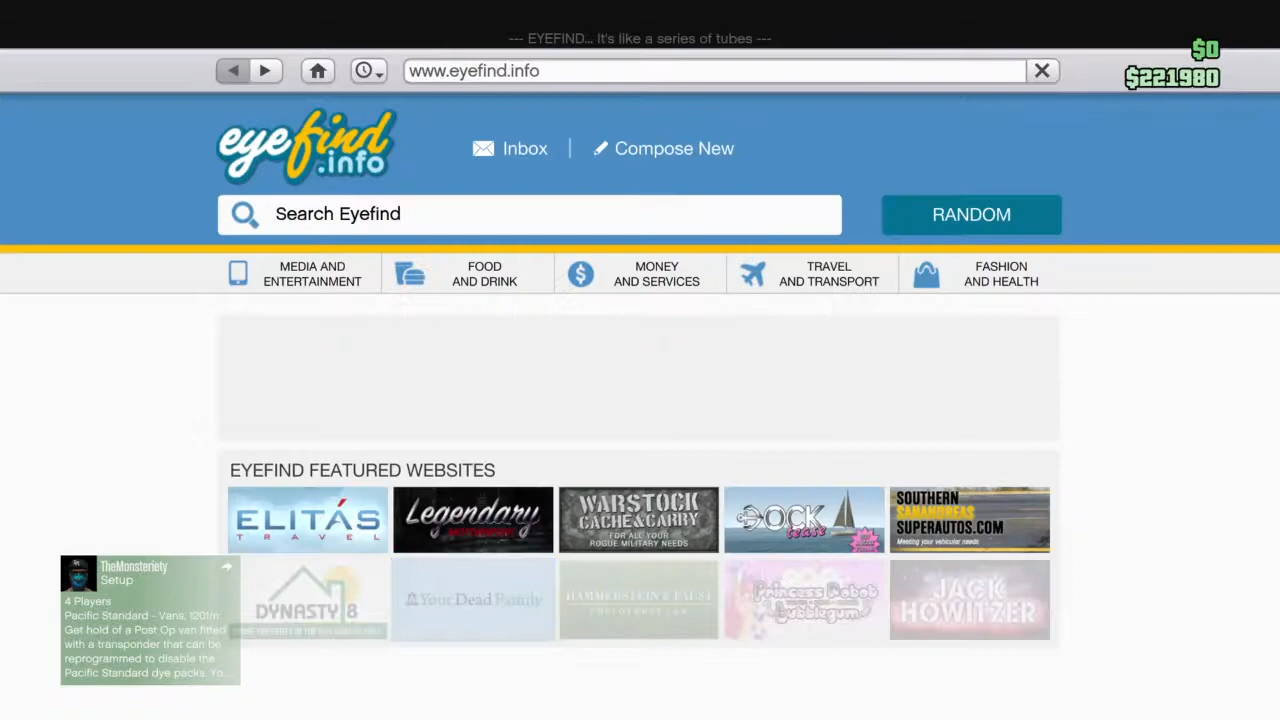 --- EYEFIND... It's like a series of tubes ---
$0
www.eyefind.info
$221980
eyefind
.info
Inbox
Compose New
Search Eyefind
RANDOM
MEDIA AND
ENTERTAINMENT
FOOD
AND DRINK
MONEY
AND SERVICES
TRAVEL
AND TRANSPORT
FASHION
AND HEALTH
EYEFIND FEATURED WEBSITES
ELITÁS
TRAVEL
Legendary
WARSTOCK
CACHE & CARRY
FOR ALL YOUR
ROGUE MILITARY NEEDS
DOCK
tease
SOUTHERN
SANANDREAS
SUPERAUTOS.COM
Meeting your vehicular needs
DYNASTY 8
Your Dead Family
HAMMERSTEIN & FAUST
Princess Robot
Bubblegum
JACK
HOWITZER
TheMonsteriety
Setup
4 Players
Pacific Standard - Vans, 1201m:
Get hold of a Post Op van fitted
with a transponder that can be
reprogrammed to disable the
Pacific Standard dye packs. Yo...